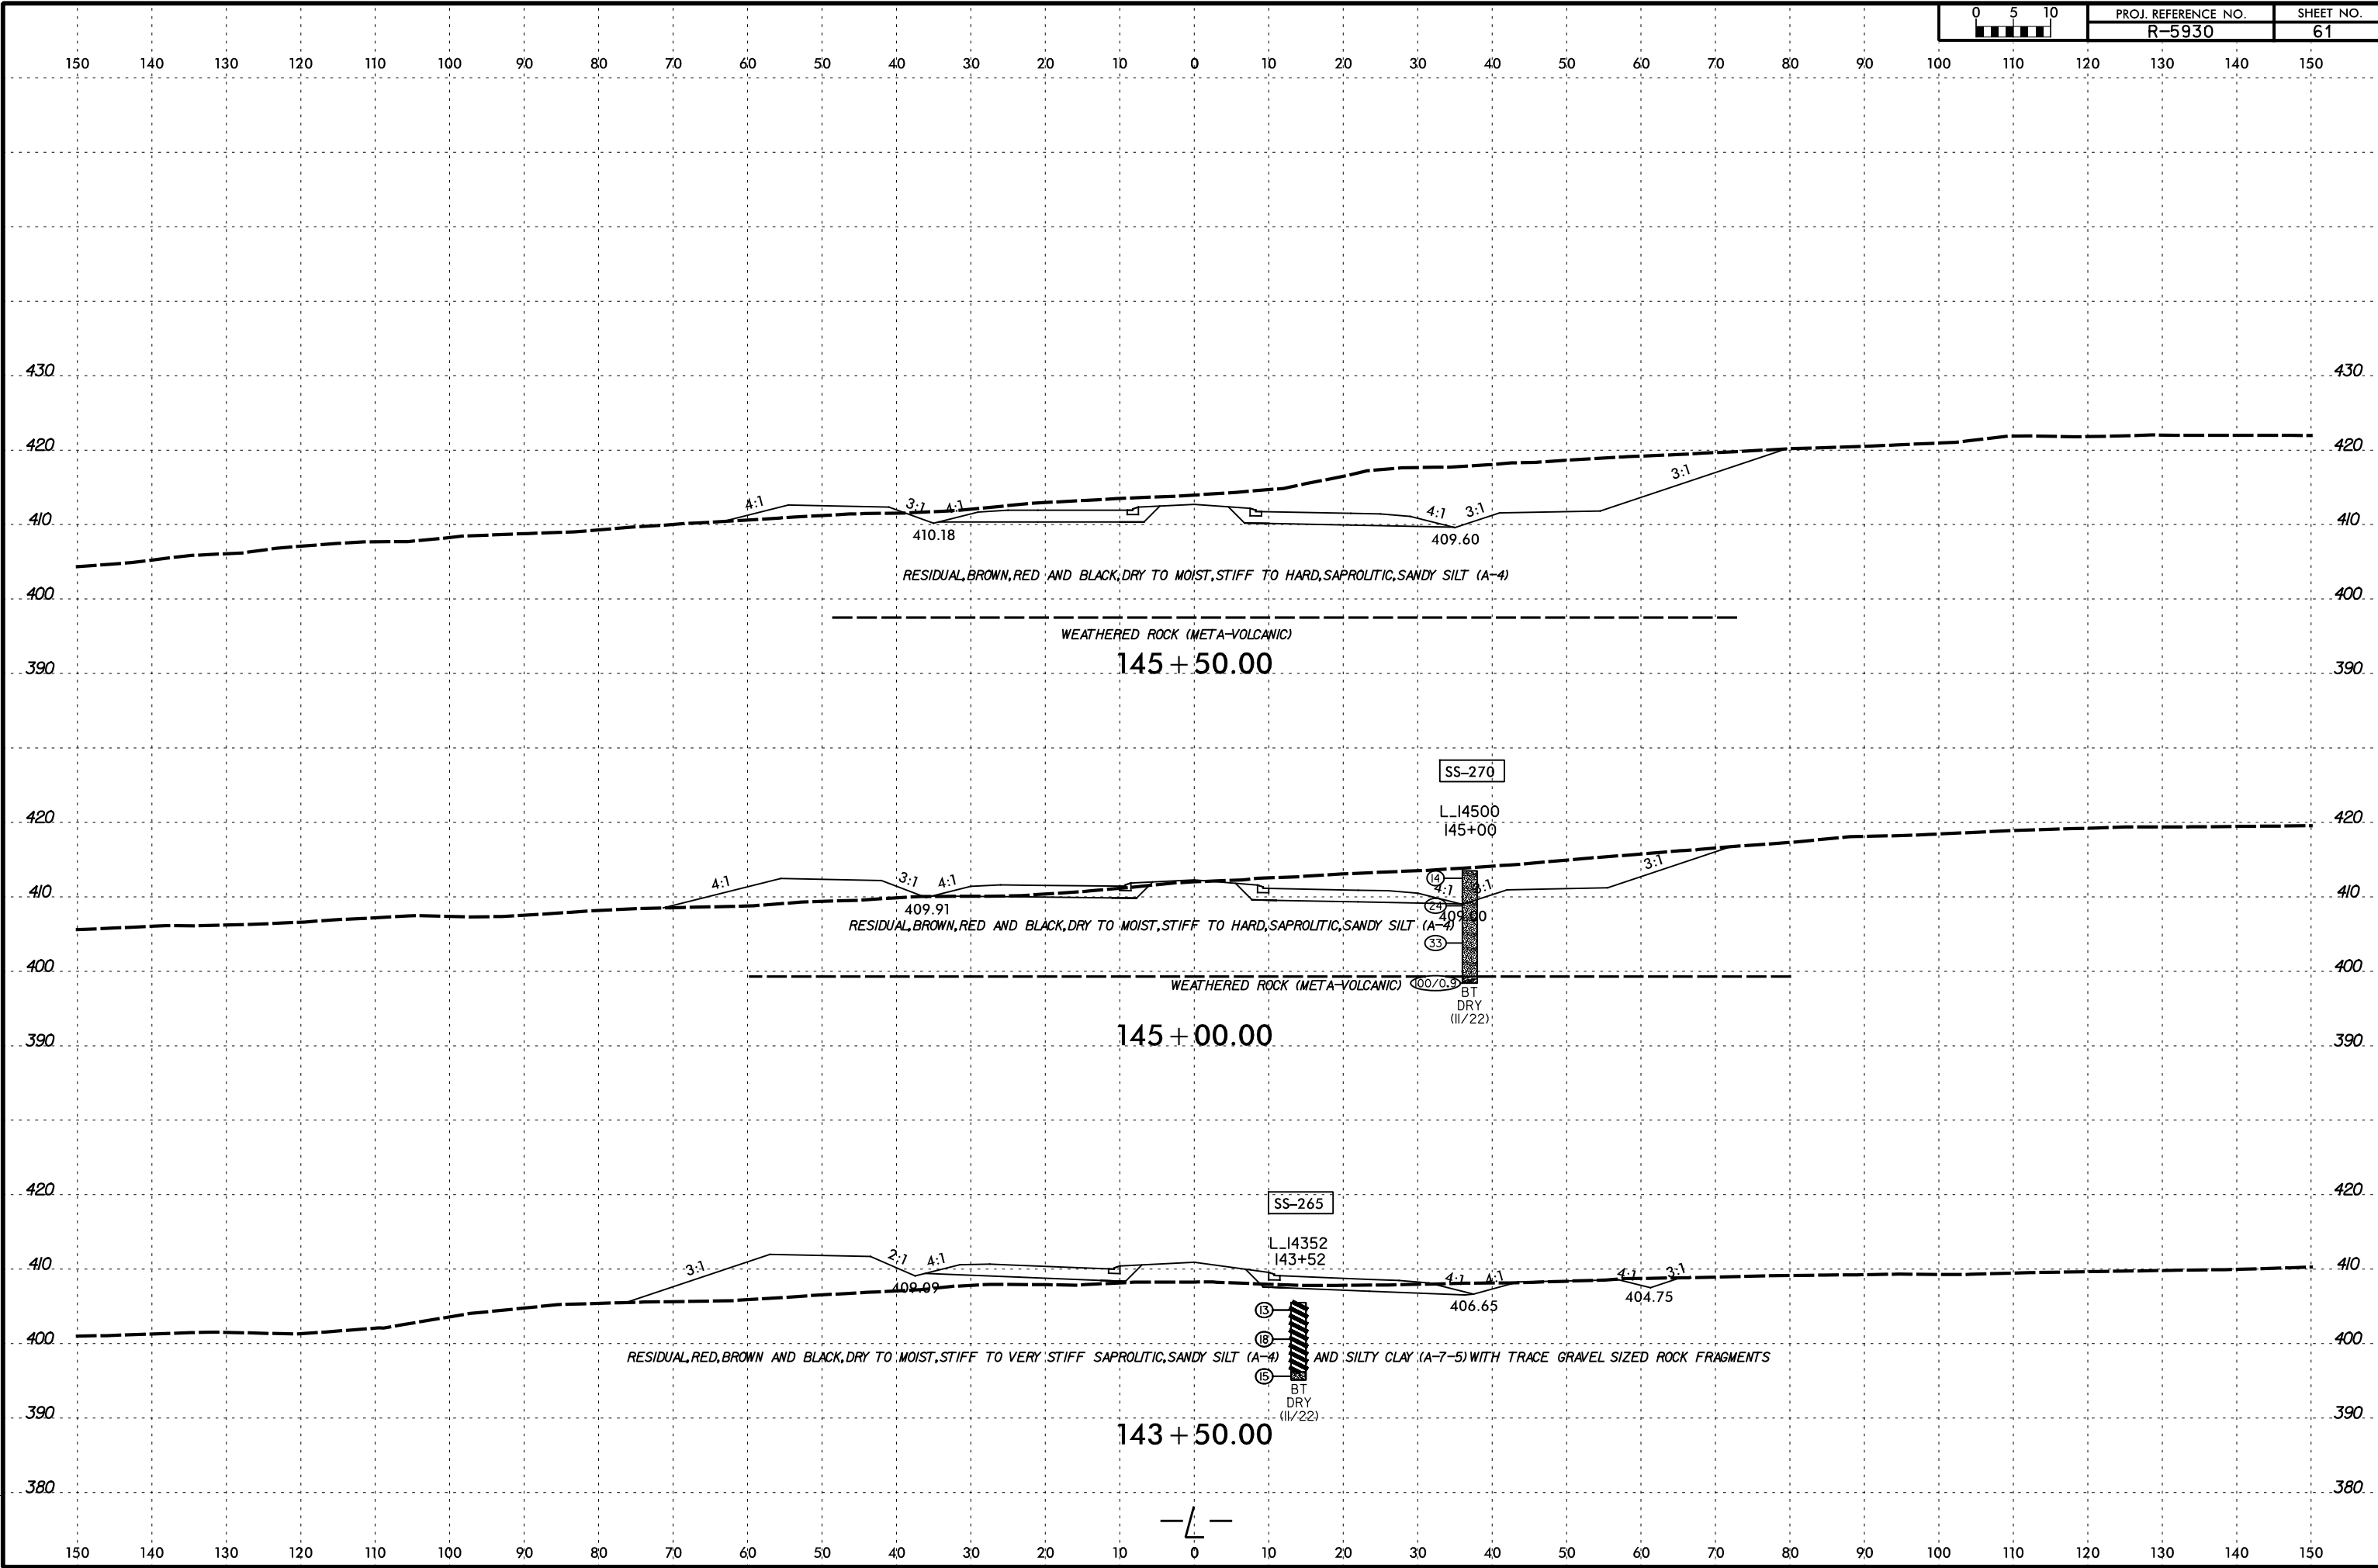 0 5 10
PROJ. REFERENCE NO.
SHEET NO.
R-5930
61
150 140 130 120 110 100 90 80 70 60 50 40 30 20 10 0 10 20 30 40 50 60 70 80 90 100 110 120 130 140 150
430 430
420 420
3:1
4:1 3:1 4:1
4:1 3:1
410 410
410.18
409.60
RESIDUAL,BROWN,RED AND BLACK,DRY TO MOIST,STIFF TO HARD,SAPROLITIC,SANDY SILT (A-4)
400 400
WEATHERED ROCK (META-VOLCANIC)
145+50.00
390 390
SS-270
L_14500
145+00
420 420
3:1
4:1 3:1 4:1
14
4:1 3:1
410 410
409.91
24
409.00
RESIDUAL,BROWN,RED AND BLACK,DRY TO MOIST,STIFF TO HARD,SAPROLITIC,SANDY SILT (A-4)
33
400 400
WEATHERED ROCK (META-VOLCANIC)
100/0.9
BT
DRY
(11/22)
145+00.00
390 390
420 420
SS-265
L_14352
143+52
410 410
3:1 2:1 4:1
4:1 4:1 4:1 3:1
409.09
406.65
404.75
13
18
400 400
RESIDUAL,RED,BROWN AND BLACK,DRY TO MOIST,STIFF TO VERY STIFF SAPROLITIC,SANDY SILT (A-4) AND SILTY CLAY (A-7-5) WITH TRACE GRAVEL SIZED ROCK FRAGMENTS
15
BT
DRY
(11/22)
390 390
143+50.00
380 380
-L-
150 140 130 120 110 100 90 80 70 60 50 40 30 20 10 0 10 20 30 40 50 60 70 80 90 100 110 120 130 140 150